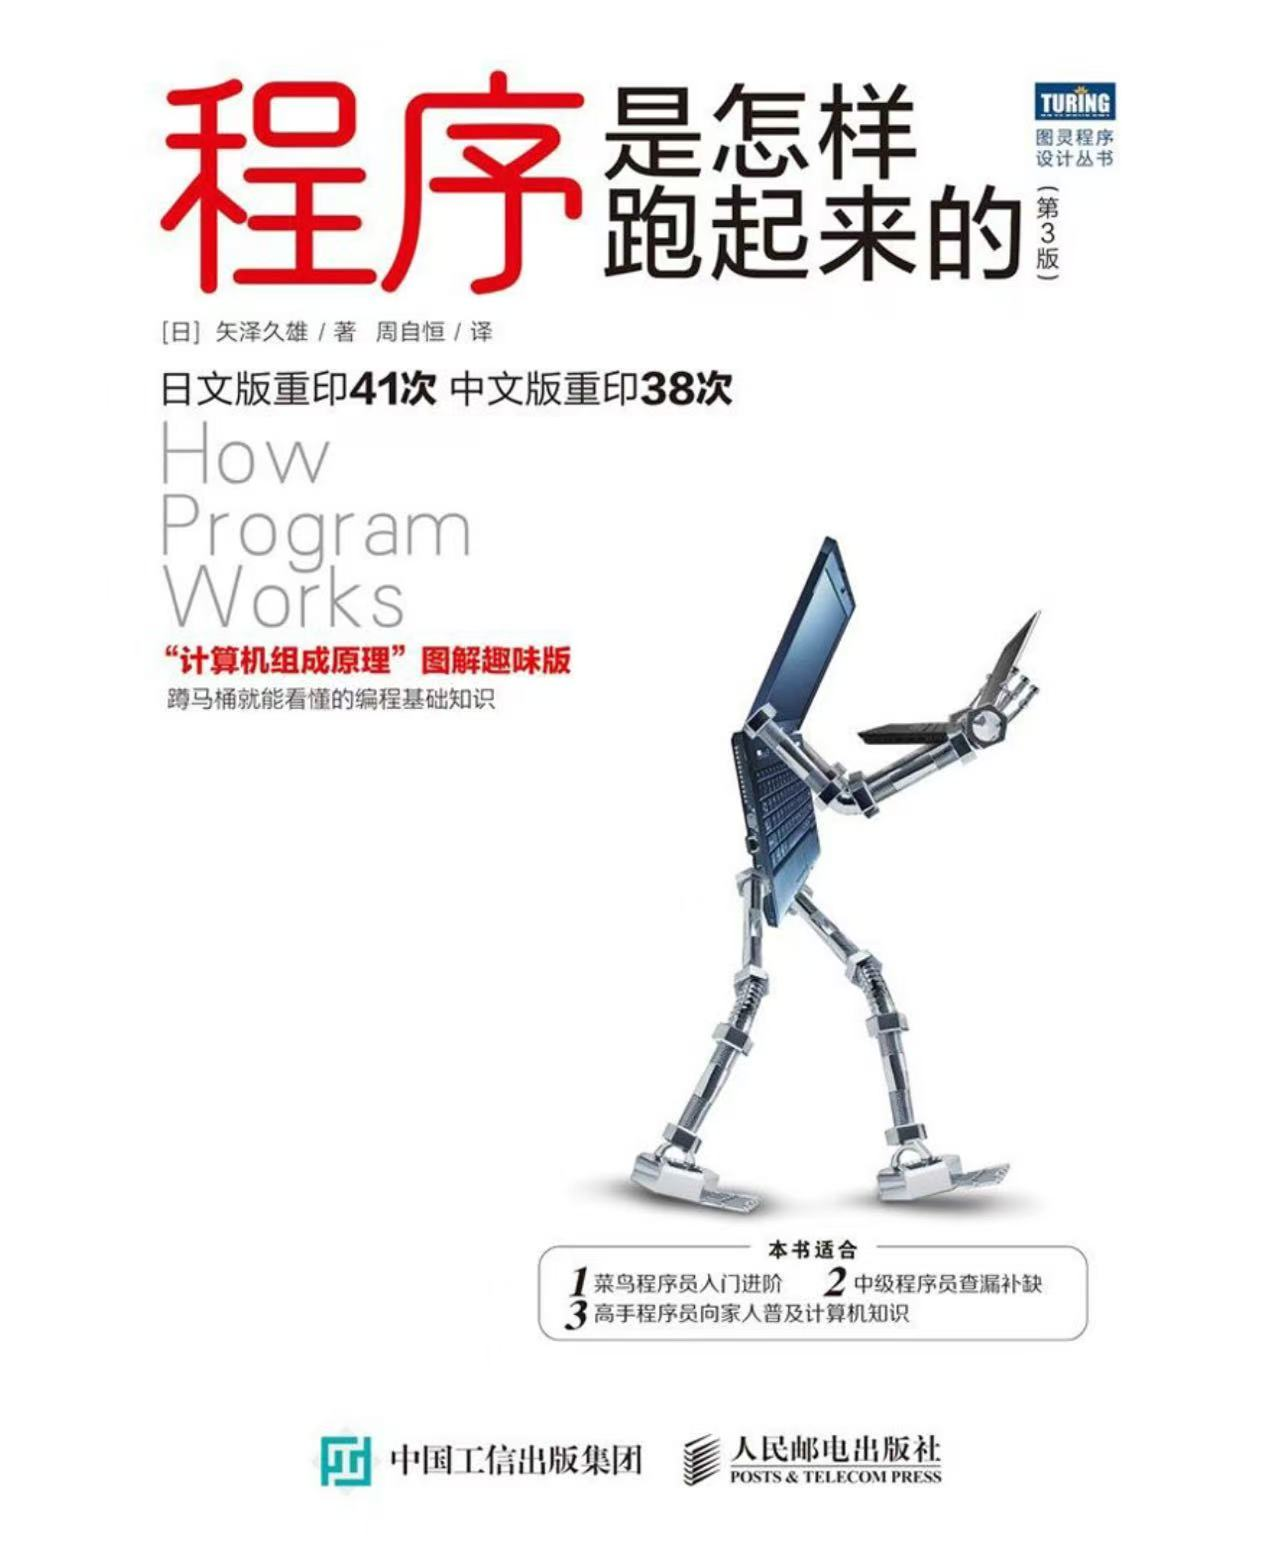 程序是怎样跑起来的
(第3版)
TURING
图灵程序
设计丛书
[日] 矢泽久雄 / 著 周自恒 / 译
日文版重印41次 中文版重印38次
How
Program
Works
“计算机组成原理”图解趣味版
蹲马桶就能看懂的编程基础知识
本书适合
1 菜鸟程序员入门进阶 2 中级程序员查漏补缺
3 高手程序员向家人普及计算机知识
中国工信出版集团
人民邮电出版社
POSTS & TELECOM PRESS